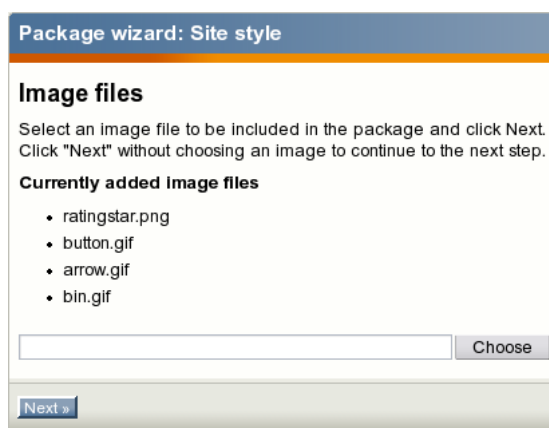 Package wizard: Site style
Image files
Select an image file to be included in the package and click Next.
Click "Next" without choosing an image to continue to the next step.
Currently added image files
ratingstar.png
button.gif
arrow.gif
bin.gif
Choose
Next »